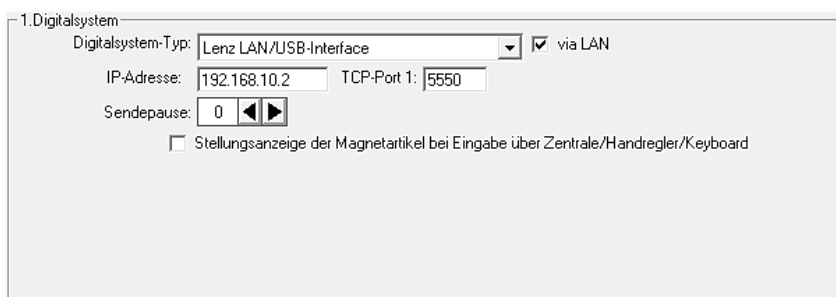 1.Digitalsystem
Digitalsystem-Typ: Lenz LAN/USB-Interface via LAN
IP-Adresse: 192.168.10.2 TCP-Port 1: 5550
Sendepause: 0
Stellungsanzeige der Magnetartikel bei Eingabe über Zentrale/Handregler/Keyboard